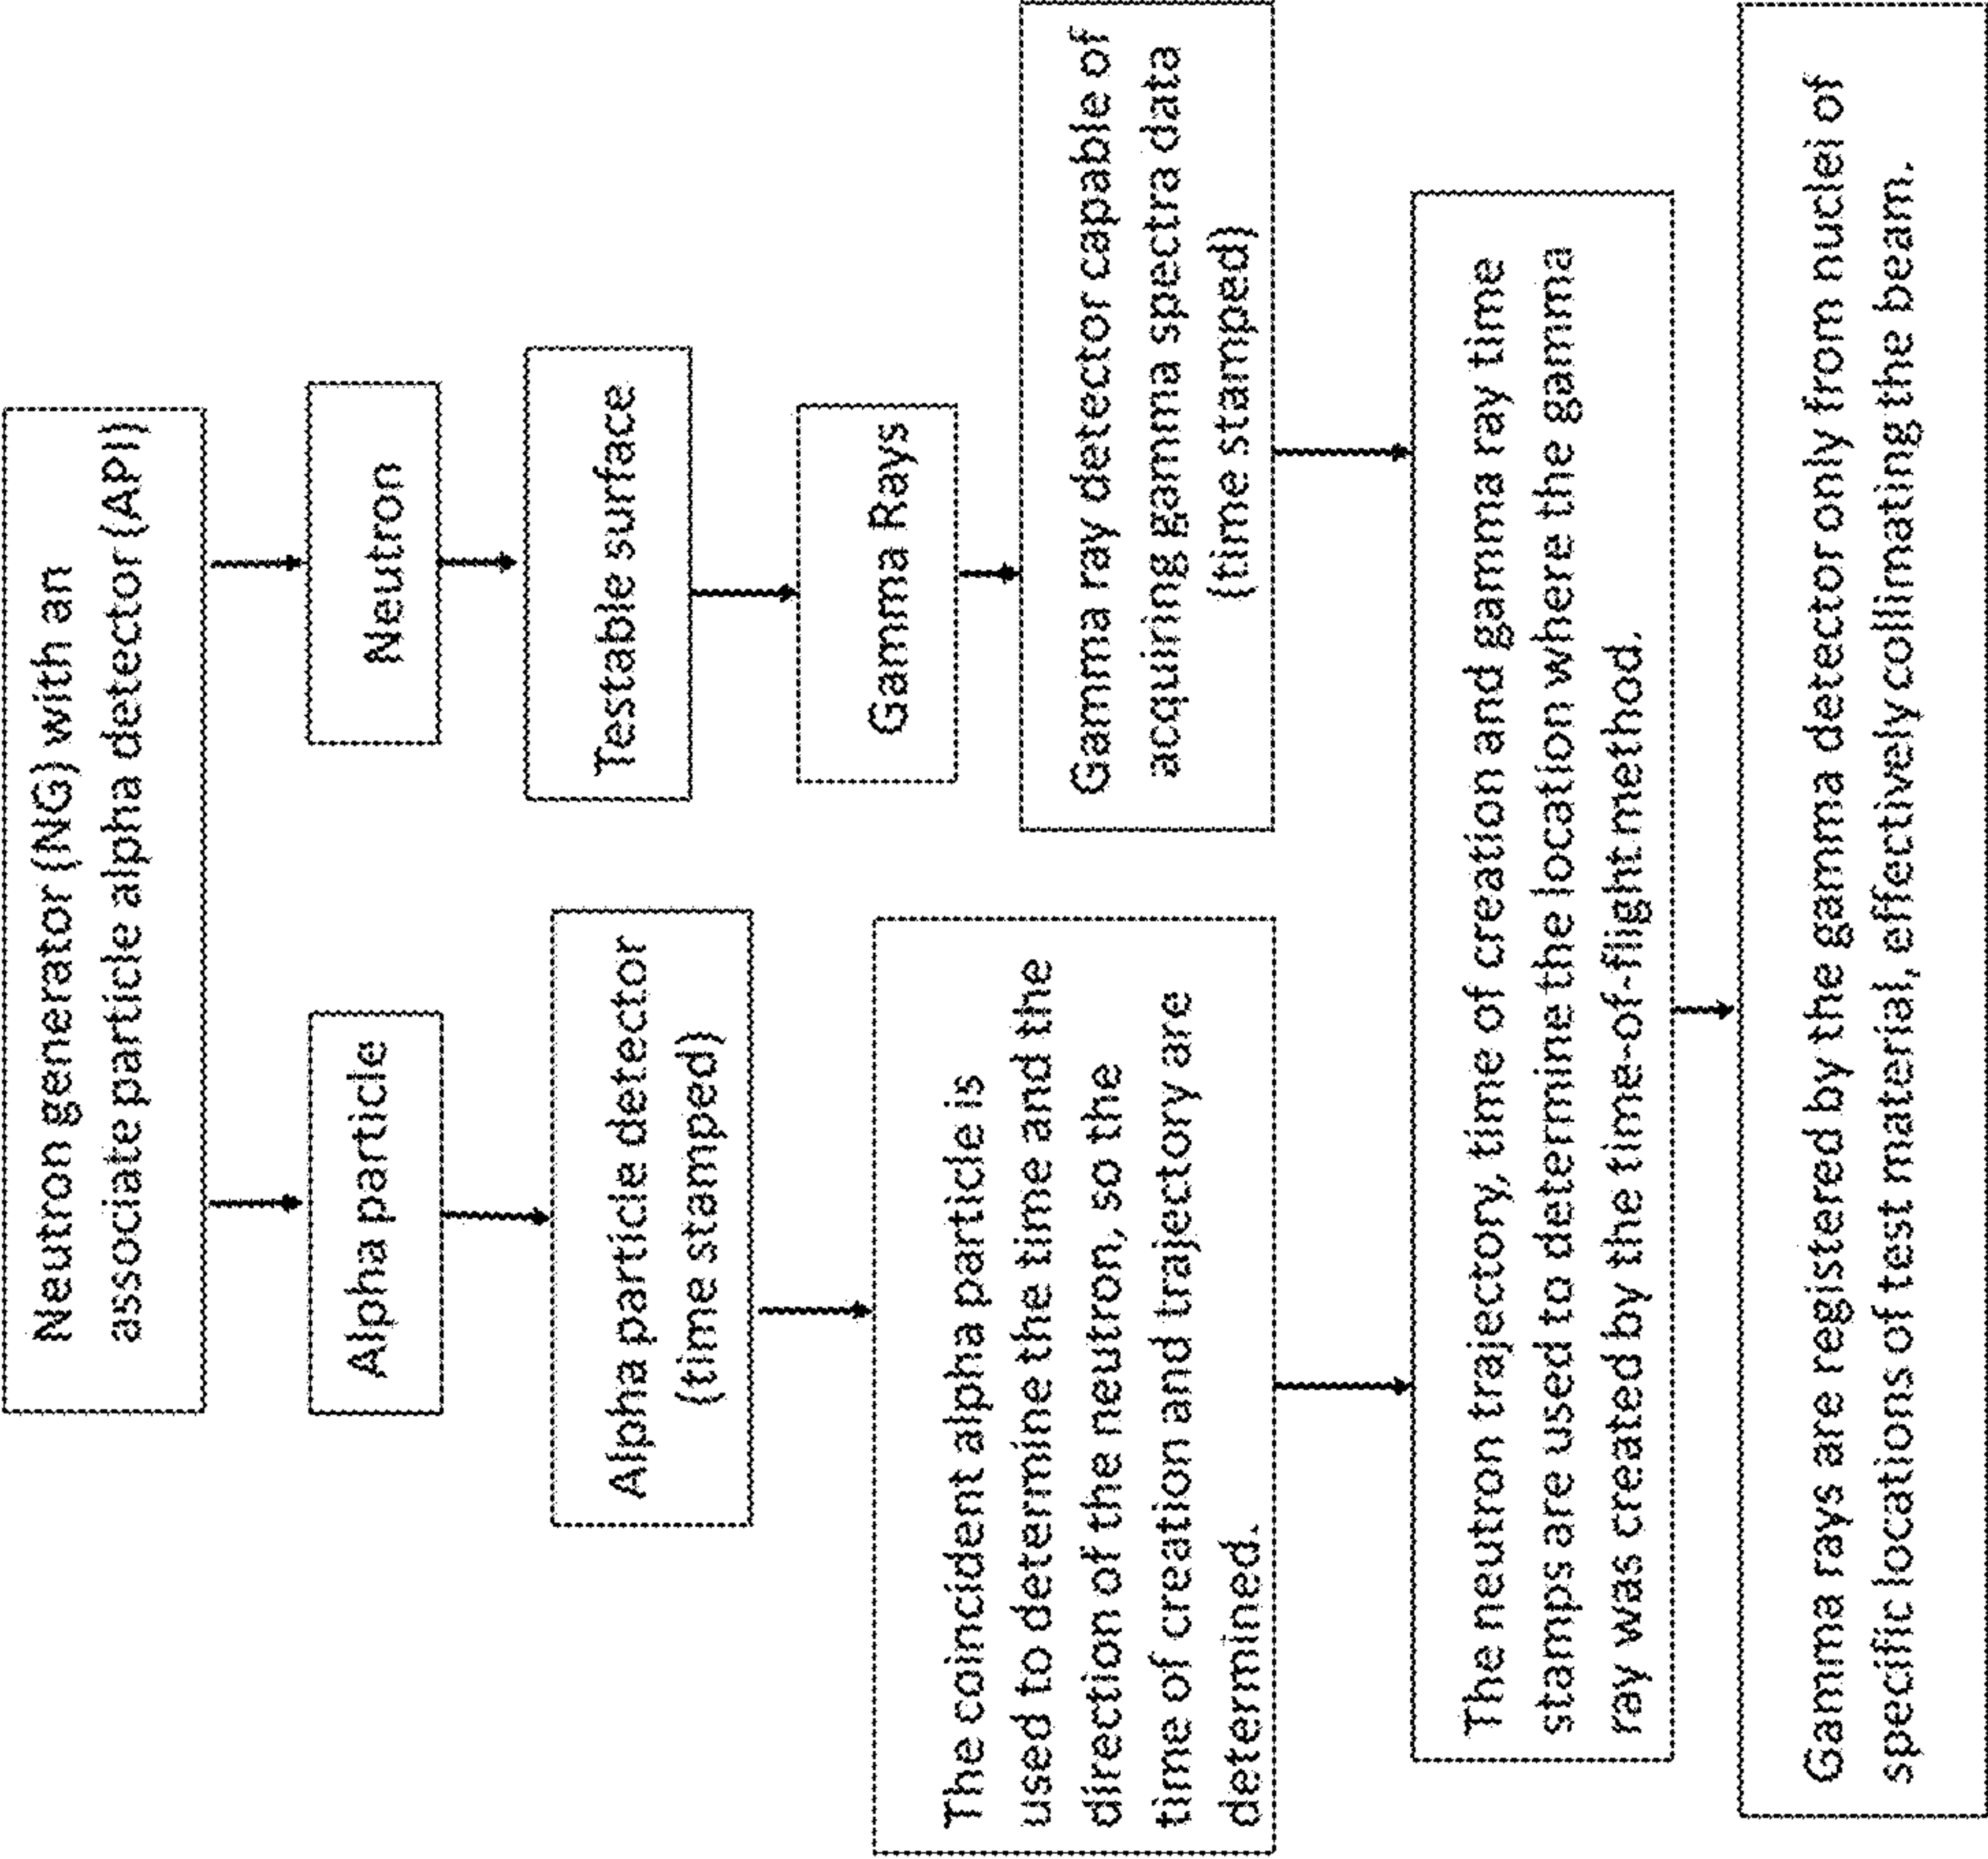 Neutron generator (NG) with an
associate particle alpha detector (API)
Alpha particle
Neutron
Alpha particle detector
(time stamped)
Testable surface
Gamma Rays
The coincident alpha particle is
used to determine the time and the
direction of the neutron, so the
time of creation and trajectory are
determined.
Gamma ray detector capable of
acquiring gamma spectra data
(time stamped)
The neutron trajectory, time of creation and gamma ray time
stamps are used to determine the location where the gamma
ray was created by the time-of-flight method.
Gamma rays are registered by the gamma detector only from nuclei of
specific locations of test material, effectively collimating the beam.